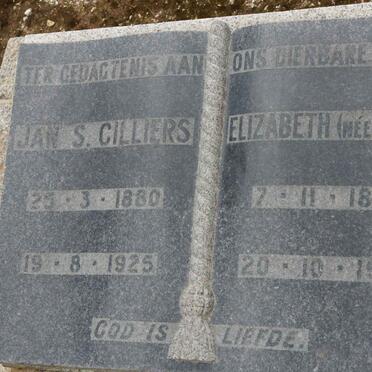 TER GEDAGTENIS AAN ONS DIERBARE
JAN S. CILLIERS
25 · 3 · 1880
19 · 8 · 1925
ELIZABETH (NÉE
7 · 11 · 18
20 · 10 · 19
GOD IS LIEFDE.